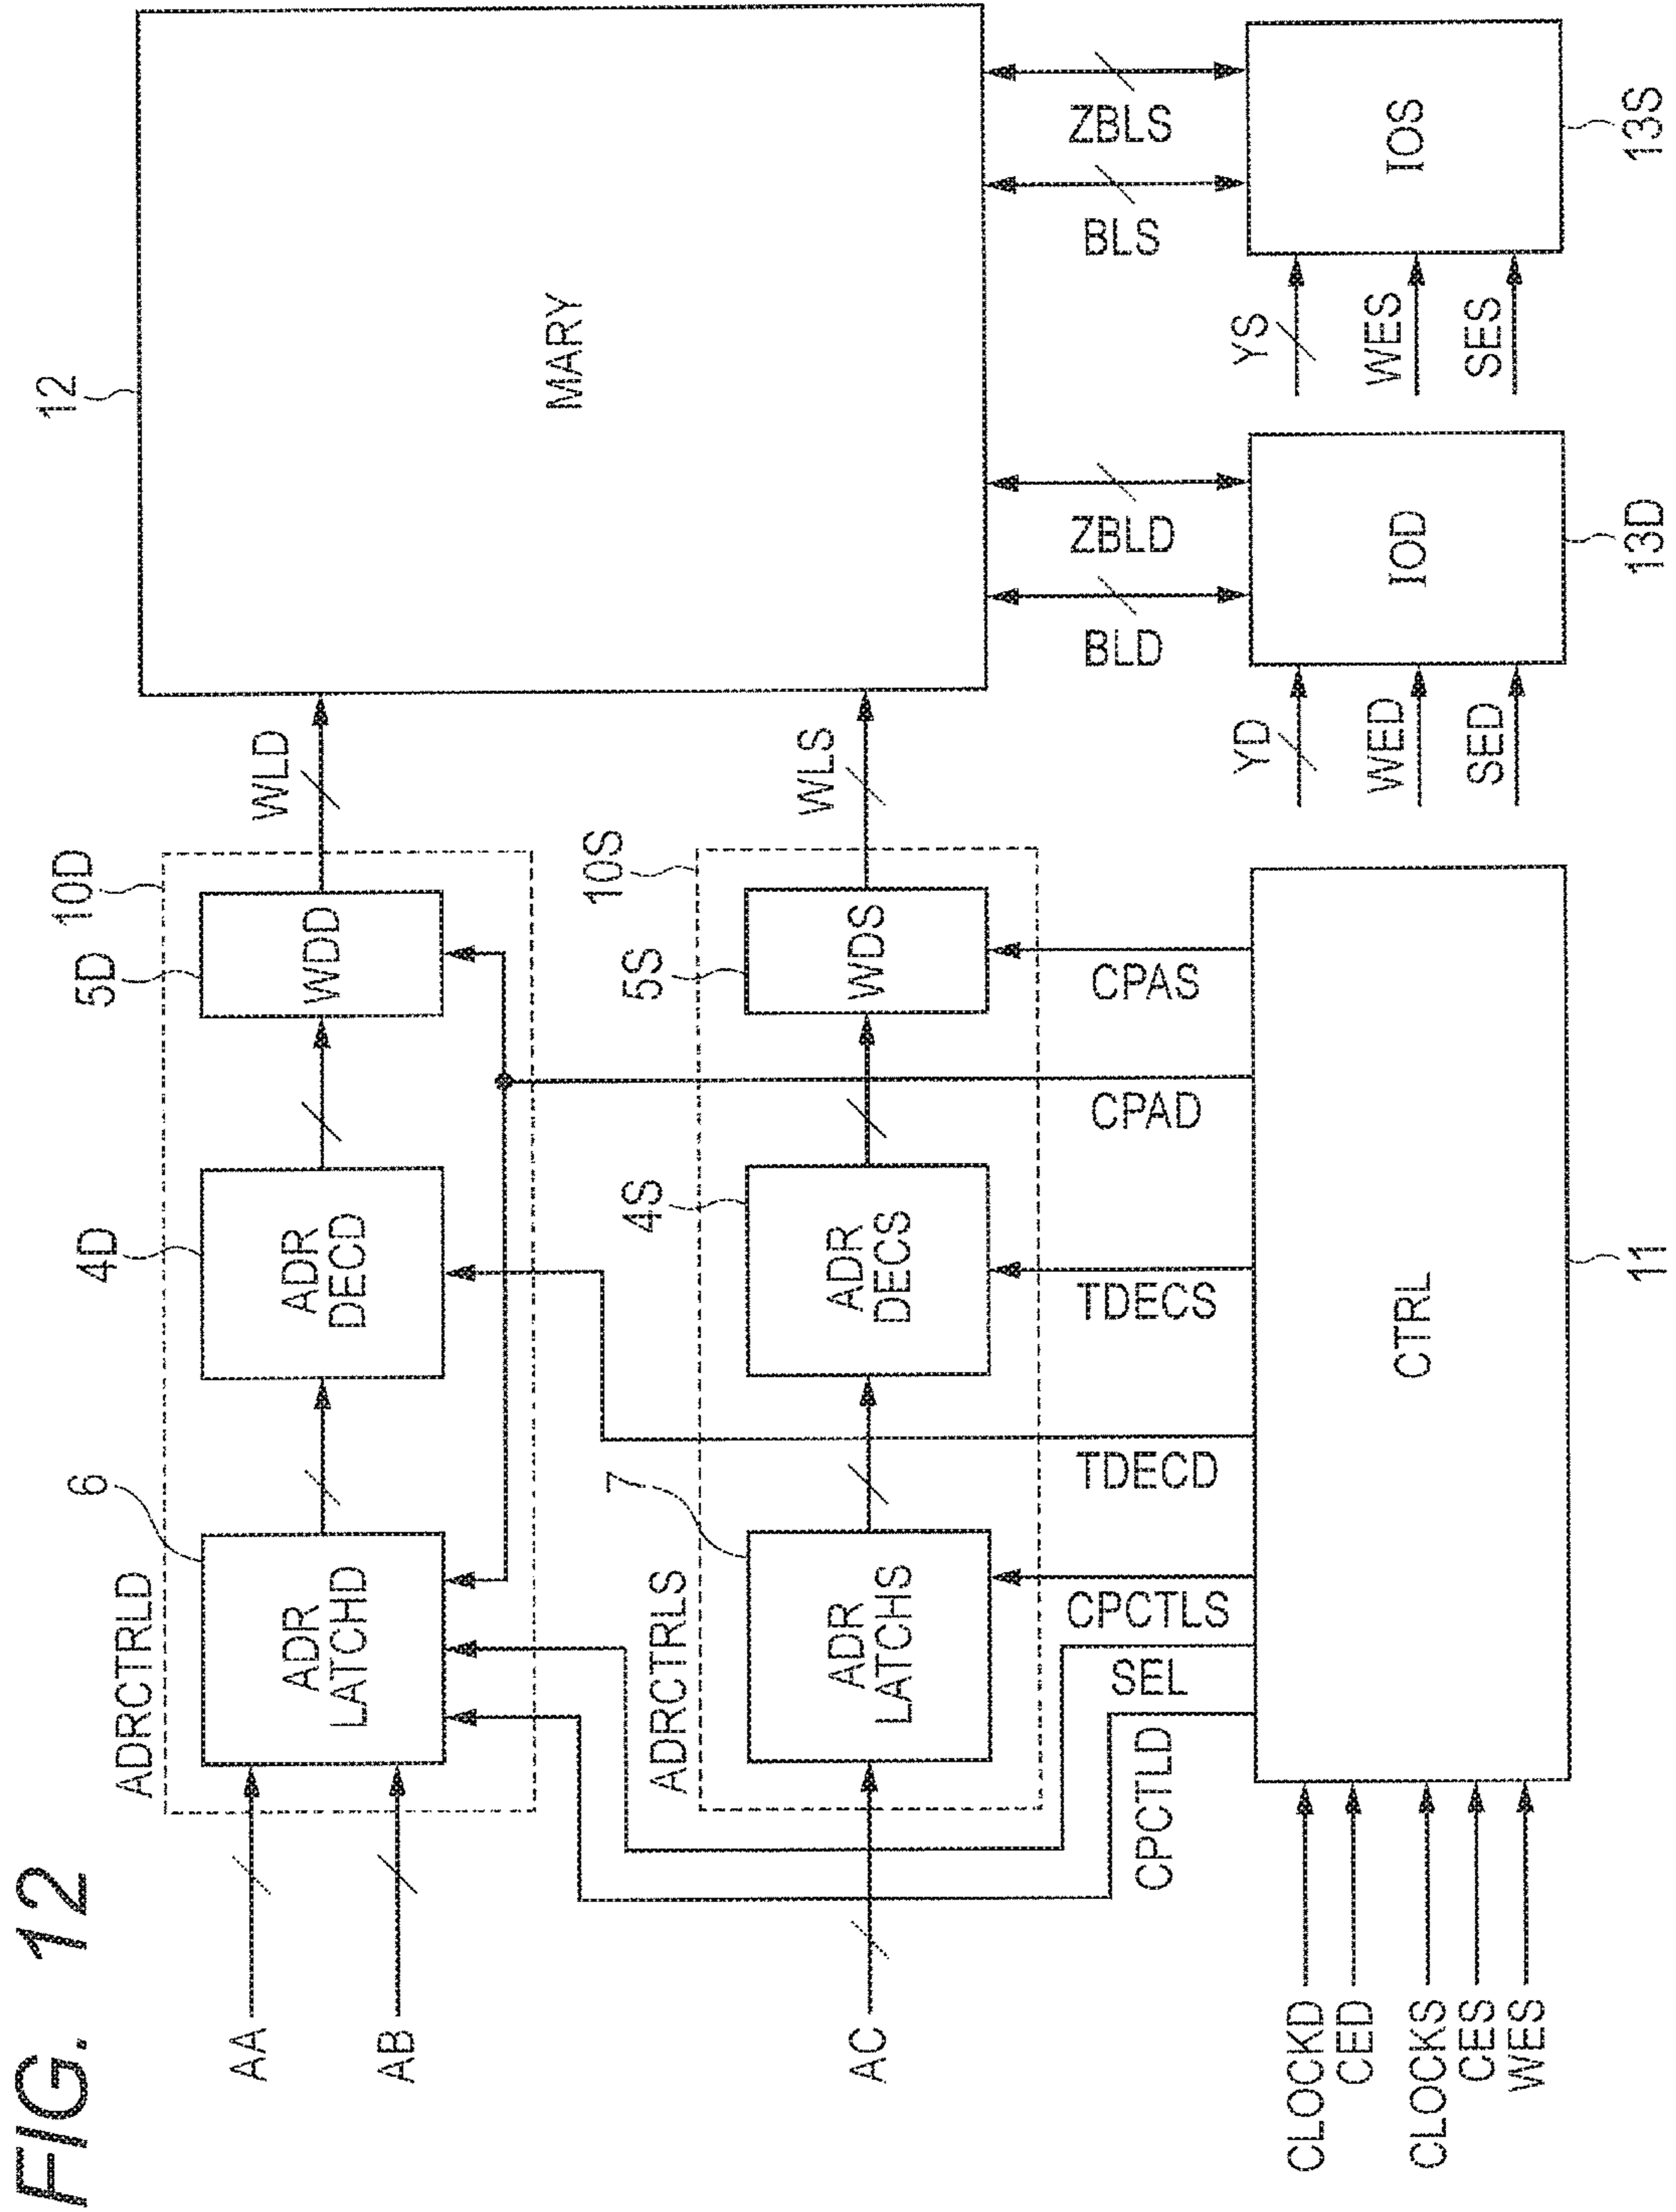 FIG. 12
ADRCTRLD
6
4D
5D
10D
12
AA
AB
ADR
LATCHD
ADR
DECD
WDD
WLD
MARY
ADRCTRLS
7
4S
5S
10S
AC
ADR
LATCHS
ADR
DECS
WDS
WLS
CPCTLD
SEL
CPCTLS
TDECD
TDECS
CPAD
CPAS
BLD
ZBLD
BLS
ZBLS
CLOCKD
CED
CLOCKS
CES
WES
CTRL
11
YD
WED
SED
IOD
13D
YS
WES
SES
IOS
13S